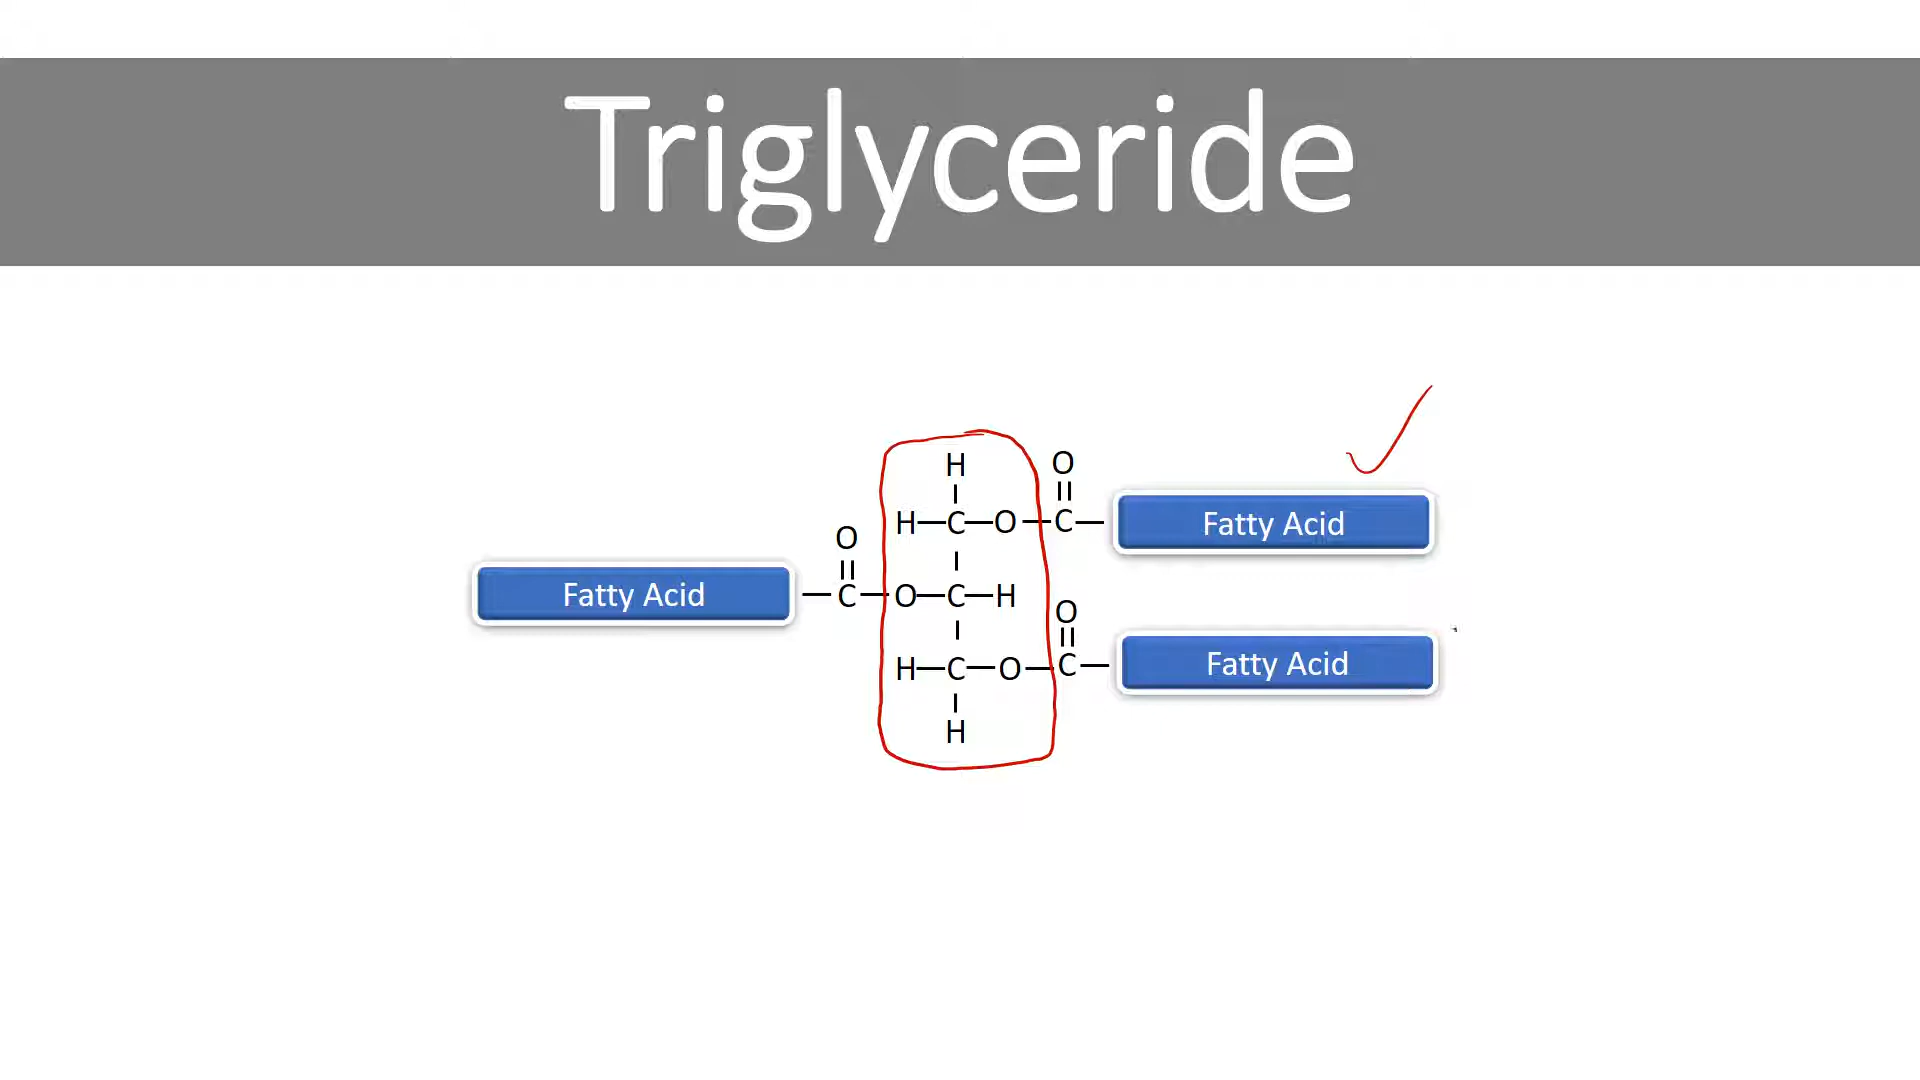 Triglyceride
H O
H—C—O—C— Fatty Acid
O
Fatty Acid —C—O—C—H
O
H—C—O—C— Fatty Acid
H